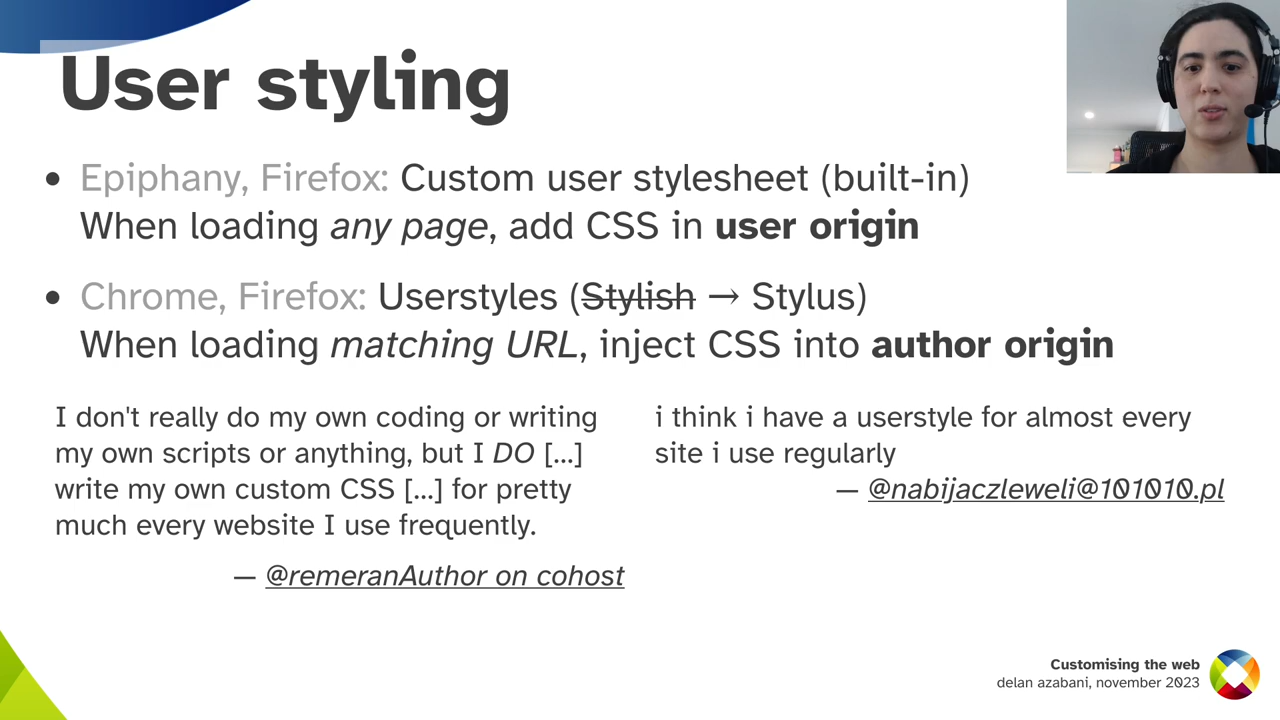 User styling
• Epiphany, Firefox: Custom user stylesheet (built-in)
When loading any page, add CSS in user origin
• Chrome, Firefox: Userstyles (Stylish → Stylus)
When loading matching URL, inject CSS into author origin
I don't really do my own coding or writing
my own scripts or anything, but I DO [...]
write my own custom CSS [...] for pretty
much every website I use frequently.
— @remeranAuthor on cohost
i think i have a userstyle for almost every
site i use regularly
— @nabijaczleweli@101010.pl
Customising the web
delan azabani, november 2023